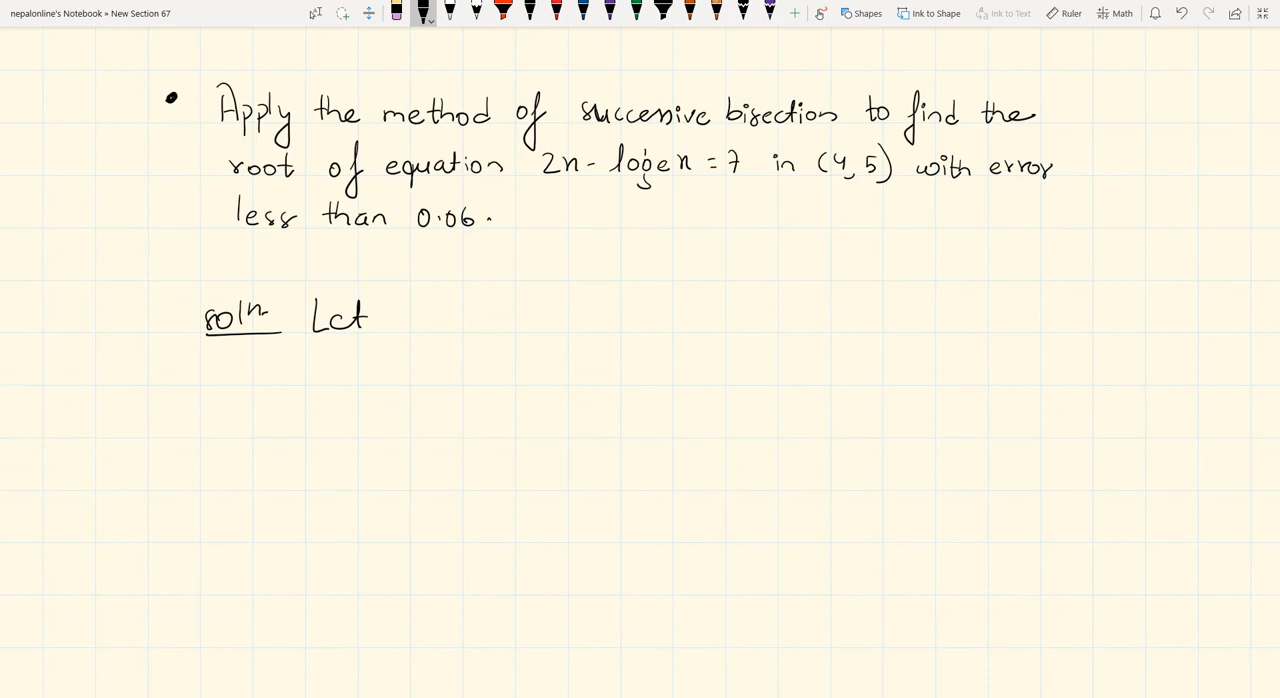 nepalonline's Notebook » New Section 67
Shapes Ink to Shape Ink to Text Ruler Math
• Apply the method of successive bisection to find the
root of equation 2x - logₑx = 7 in (4, 5) with error
less than 0.06.
soln. Let